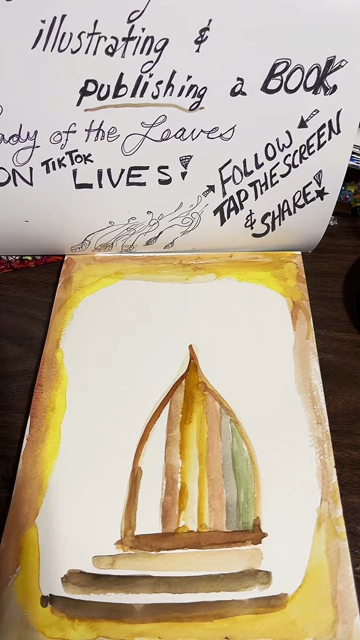 illustrating &
publishing a BOOK,
ady of the Leaves
ON TIKTOK LIVES!
FOLLOW
TAP THE SCREEN
& SHARE!